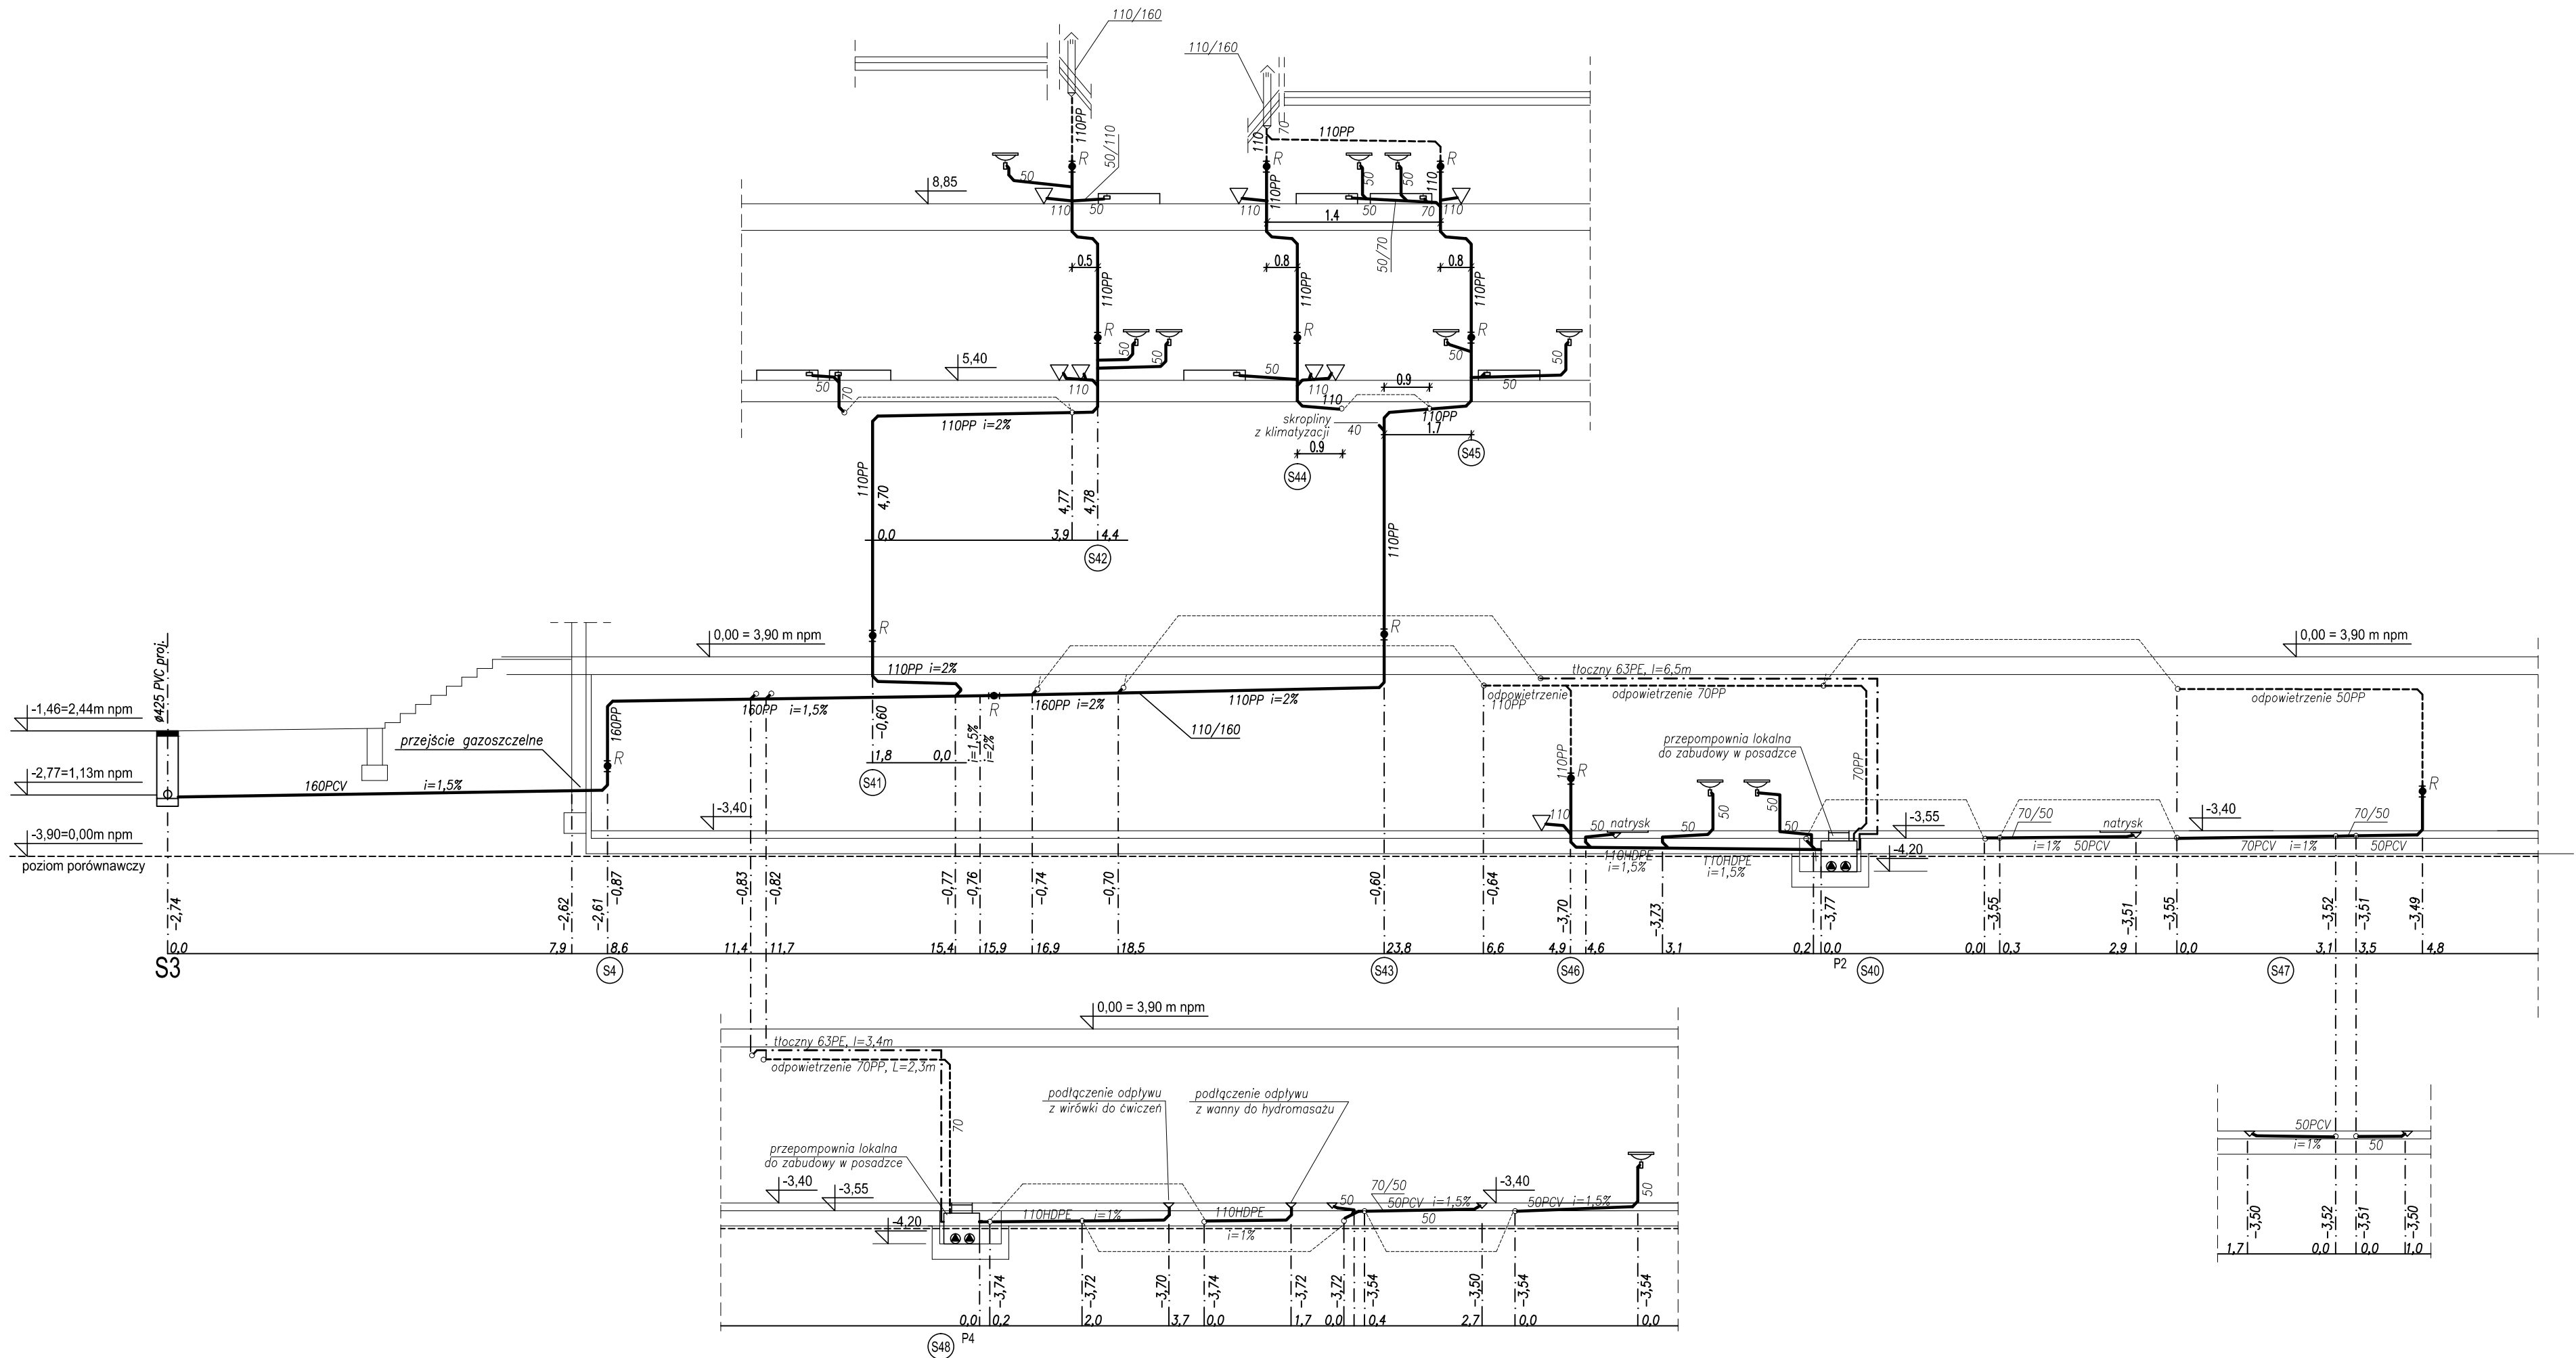 110/160
110/160
110PP
50/110
110
70
110PP
R
R
R
50
50
50
110PP
110
8,85
110
50
110
50
70
110
1.4
50/70
0.5
0.8
0.8
110PP
110PP
110PP
R
R
R
50
50
50
50
5,40
50
70
110
50
110
50
0.9
110
110PP
110PP i=2%
skropliny
z klimatyzacji
40
1.7
0.9
S45
S44
110PP
4,70
4,77
4,78
0,0
3,9
4,4
S42
110PP
ø425 PVC proj.
R
R
0,00 = 3,90 m npm
0,00 = 3,90 m npm
110PP i=2%
tłoczny 63PE, l=6,5m
odpowietrzenie
110PP
odpowietrzenie 70PP
odpowietrzenie 50PP
-1,46=2,44m npm
160PP
160PP i=1,5%
R
160PP i=2%
110PP i=2%
110/160
-0,60
i=1,5%
i=2%
przejście gazoszczelne
R
1,8
0,0
S41
przepompownia lokalna
do zabudowy w posadzce
110PP
R
70PP
R
-2,77=1,13m npm
160PCV
i=1,5%
-3,40
110
50
natrysk
50
50
50
50
-3,55
70/50
natrysk
-3,40
70/50
-3,90=0,00m npm
poziom porównawczy
110HDPE
i=1,5%
110HDPE
i=1,5%
-4,20
i=1%
50PCV
70PCV
i=1%
50PCV
-2,74
-2,62
-2,61
-0,87
-0,83
-0,82
-0,77
-0,76
-0,74
-0,70
-0,60
-0,64
-3,70
-3,73
-3,77
-3,55
-3,51
-3,55
-3,52
-3,51
-3,49
0,0
7,9
8,6
11,4
11,7
15,4
15,9
16,9
18,5
23,8
6,6
4,9
4,6
3,1
0,2
0,0
0,0
0,3
2,9
0,0
3,1
3,5
4,8
S3
S4
S43
S46
P2
S40
S47
0,00 = 3,90 m npm
tłoczny 63PE, l=3,4m
odpowietrzenie 70PP, L=2,3m
podłączenie odpływu
z wirówki do ćwiczeń
podłączenie odpływu
z wanny do hydromasażu
70
przepompownia lokalna
do zabudowy w posadzce
-3,40
-3,55
-4,20
110HDPE
i=1%
110HDPE
i=1%
50
70/50
50PCV i=1,5%
50
-3,40
50PCV i=1,5%
50
50PCV
i=1%
50
-3,74
-3,72
-3,70
-3,74
-3,72
-3,72
-3,54
-3,50
-3,54
-3,54
-3,50
-3,52
-3,51
-3,50
1,7
0,0
0,0
1,0
0,0
0,2
2,0
3,7
0,0
1,7
0,0
0,4
2,7
0,0
0,0
S48
P4